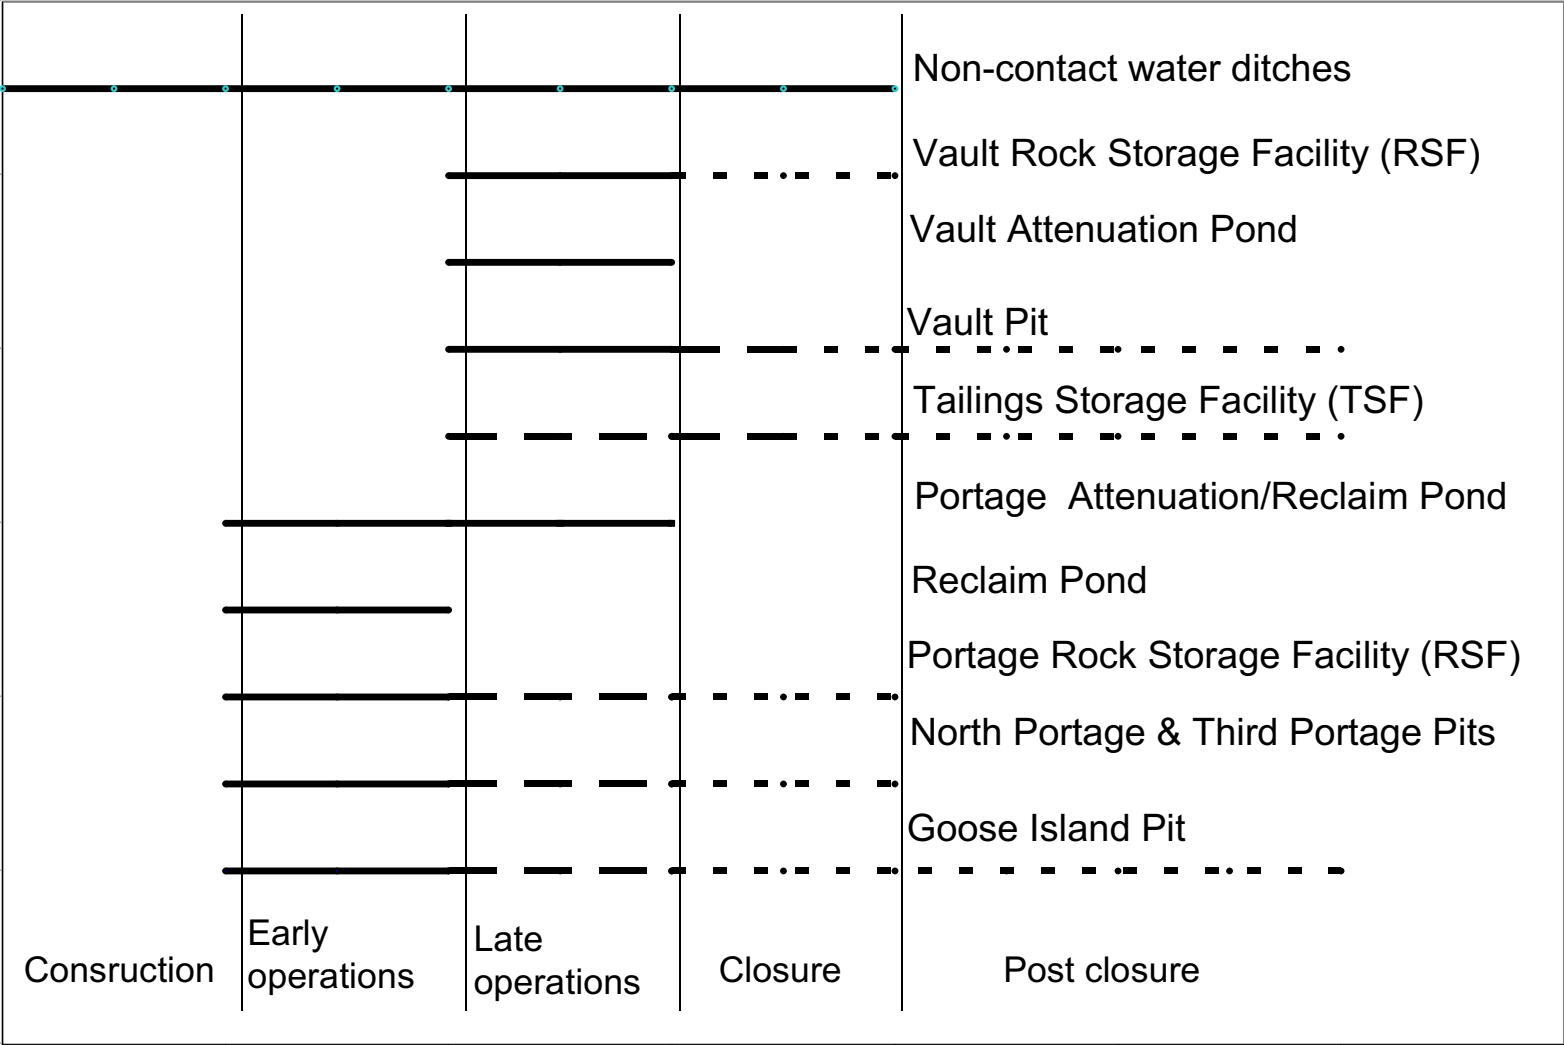 Non-contact water ditches
Vault Rock Storage Facility (RSF)
Vault Attenuation Pond
Vault Pit
Tailings Storage Facility (TSF)
Portage  Attenuation/Reclaim Pond
Reclaim Pond
Portage Rock Storage Facility (RSF)
North Portage & Third Portage Pits
Goose Island Pit
Consruction
Early
operations
Late
operations
Closure
Post closure